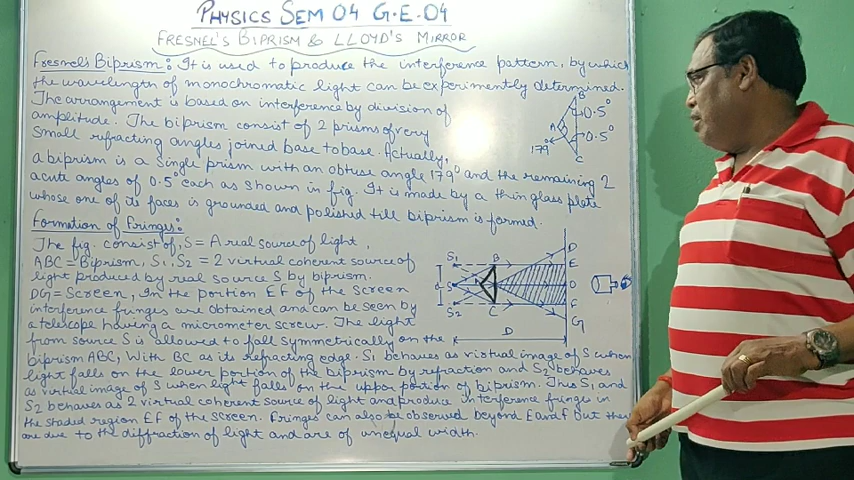 PHYSICS SEM 04 G.E.04
FRESNEL'S BIPRISM & LLOYD'S MIRROR
Fresnel's Biprism: It is used to produce the interference pattern, by which
the wavelength of monochromatic light can be experimently determined.
The arrangement is based on interference by division of
amplitude. The biprism consist of 2 prisms of very
small refracting angles joined base to base. Actually,
a biprism is a single prism with an obtuse angle 179° and the remaining 2
acute angles of 0.5° each as shown in fig. It is made by a thin glass plate
whose one of its faces is grounded and polished till biprism is formed.
B
0.5°
A
0.5°
179°
C
Formation of Fringes:
The fig. consist of, S = A real source of light,
ABC = Biprism, S1, S2 = 2 virtual coherent source of
light produced by real source S by biprism.
DG = Screen, In the portion EF of the screen
interference fringes are obtained and can be seen by
a telescope having a micrometer screw. The light
from source S is allowed to fall symmetrically on the
biprism ABC, With BC as its refracting edge. S1 behaves as virtual image of S when
light falls on the lower portion of the biprism by refraction and S2 behaves
as virtual image of S when light falls on the upper portion of biprism. Thus S1 and
S2 behaves as 2 virtual coherent source of light and produce interference fringes in
the shaded region EF of the screen. Fringes can also be observed beyond E and F but they
are due to the diffraction of light and are of unequal width.
S1
B
D
E
S
O
S2
C
F
G
D